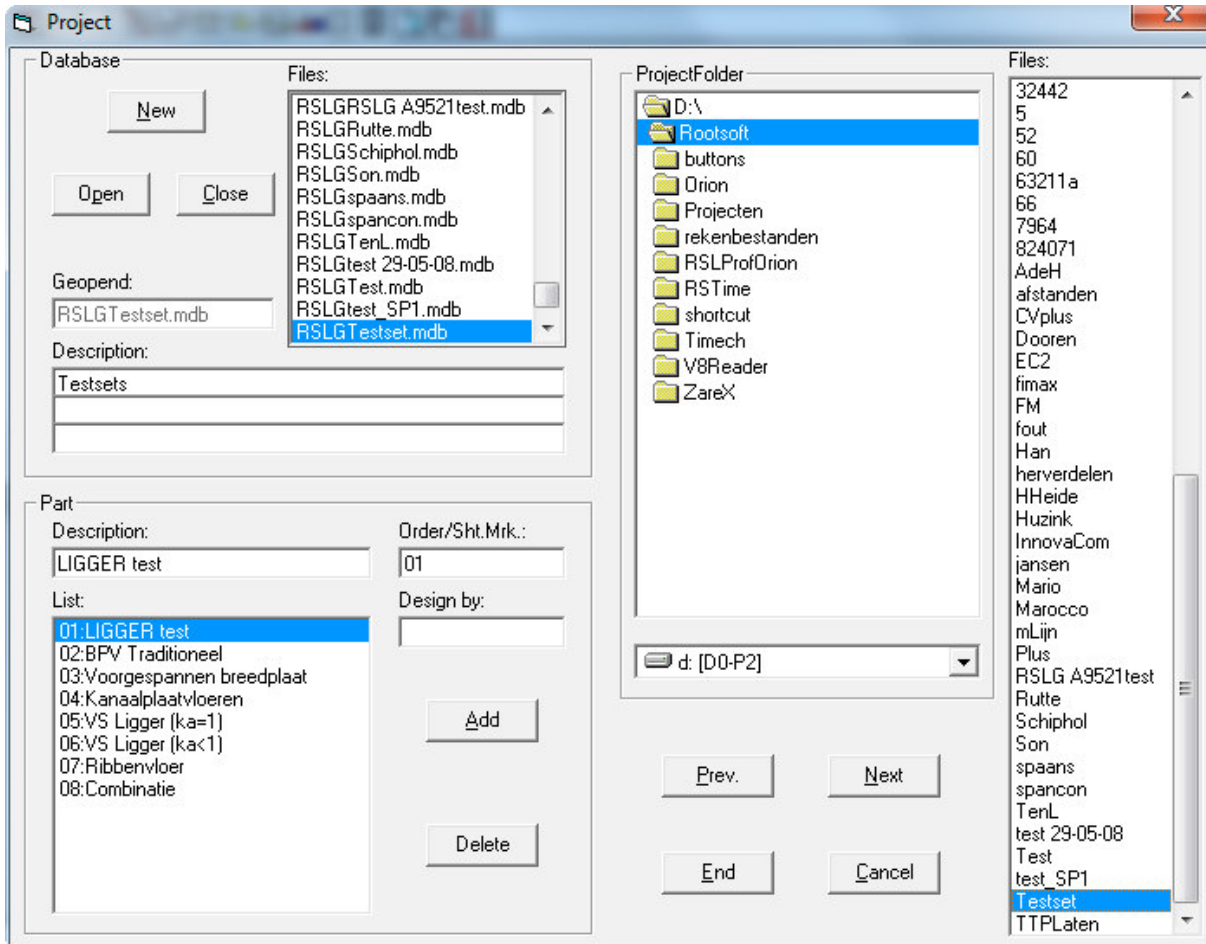 Project
Database
New
Open
Close
Files:
RSLGRSLG A9521test.mdb
RSLGRutte.mdb
RSLGSchiphol.mdb
RSLGSon.mdb
RSLGspaans.mdb
RSLGspancon.mdb
RSLGTenL.mdb
RSLGtest 29-05-08.mdb
RSLGTest.mdb
RSLGtest_SP1.mdb
RSLGTestset.mdb
Geopend:
RSLGTestset.mdb
Description:
Testsets
Part
Description:
LIGGER test
Order/Sht.Mrk.:
01
List:
01:LIGGER test
02:BPV Traditioneel
03:Voorgespannen breedplaat
04:Kanaalplaatvloeren
05:VS Ligger (ka=1)
06:VS Ligger (ka<1)
07:Ribbenvloer
08:Combinatie
Design by:
Add
Delete
ProjectFolder
D:\
Rootsoft
buttons
Orion
Projecten
rekenbestanden
RSLProfOrion
RSTime
shortcut
Timech
V8Reader
ZareX
d: [D0-P2]
Prev.
Next
End
Cancel
Files:
32442
5
52
60
63211a
66
7964
824071
AdeH
afstanden
CVplus
Dooren
EC2
fimax
FM
fout
Han
herverdelen
HHeide
Huzink
InnovaCom
jansen
Mario
Marocco
mLijn
Plus
RSLG A9521test
Rutte
Schiphol
Son
spaans
spancon
TenL
test 29-05-08
Test
test_SP1
Testset
TTPLaten